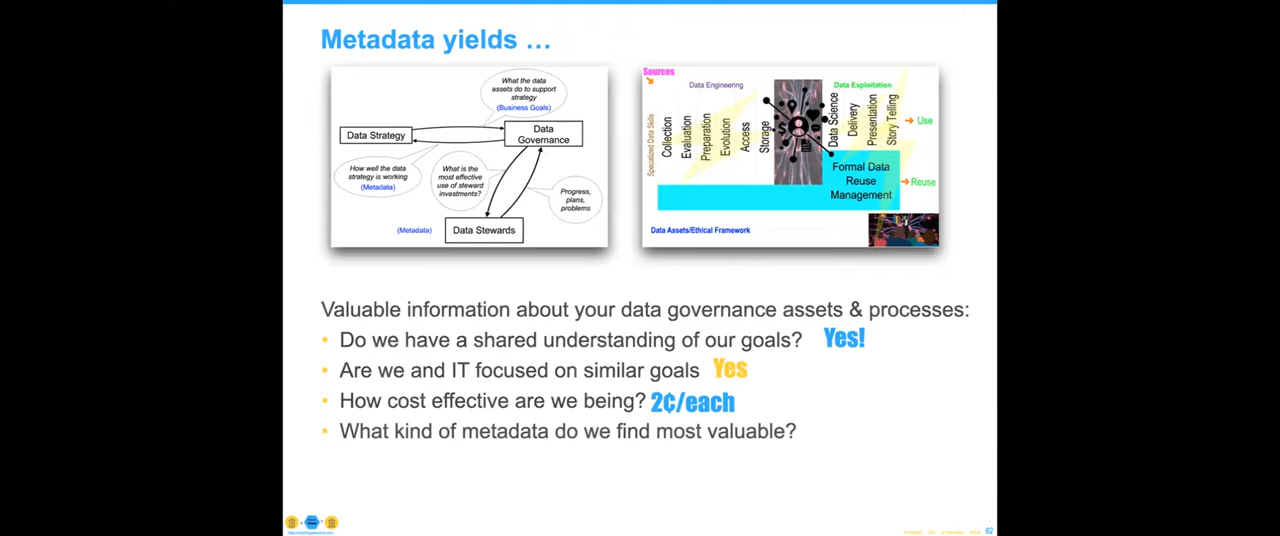 Metadata yields …
What the data
assets do to support
strategy
(Business Goals)
Data Strategy
Data
Governance
How well the data
strategy is working
(Metadata)
What is the
most effective
use of steward
investments?
Progress,
plans,
problems
(Metadata)
Data Stewards
Sources
Data Engineering
Data Exploitation
Specialized Data Skills
Collection
Evaluation
Preparation
Evolution
Access
Storage
Data Science
Delivery
Presentation
Story Telling
Use
Formal Data
Reuse
Management
Reuse
Data Assets/Ethical Framework
Valuable information about your data governance assets & processes:
• Do we have a shared understanding of our goals? Yes!
• Are we and IT focused on similar goals Yes
• How cost effective are we being? 2¢/each
• What kind of metadata do we find most valuable?
62